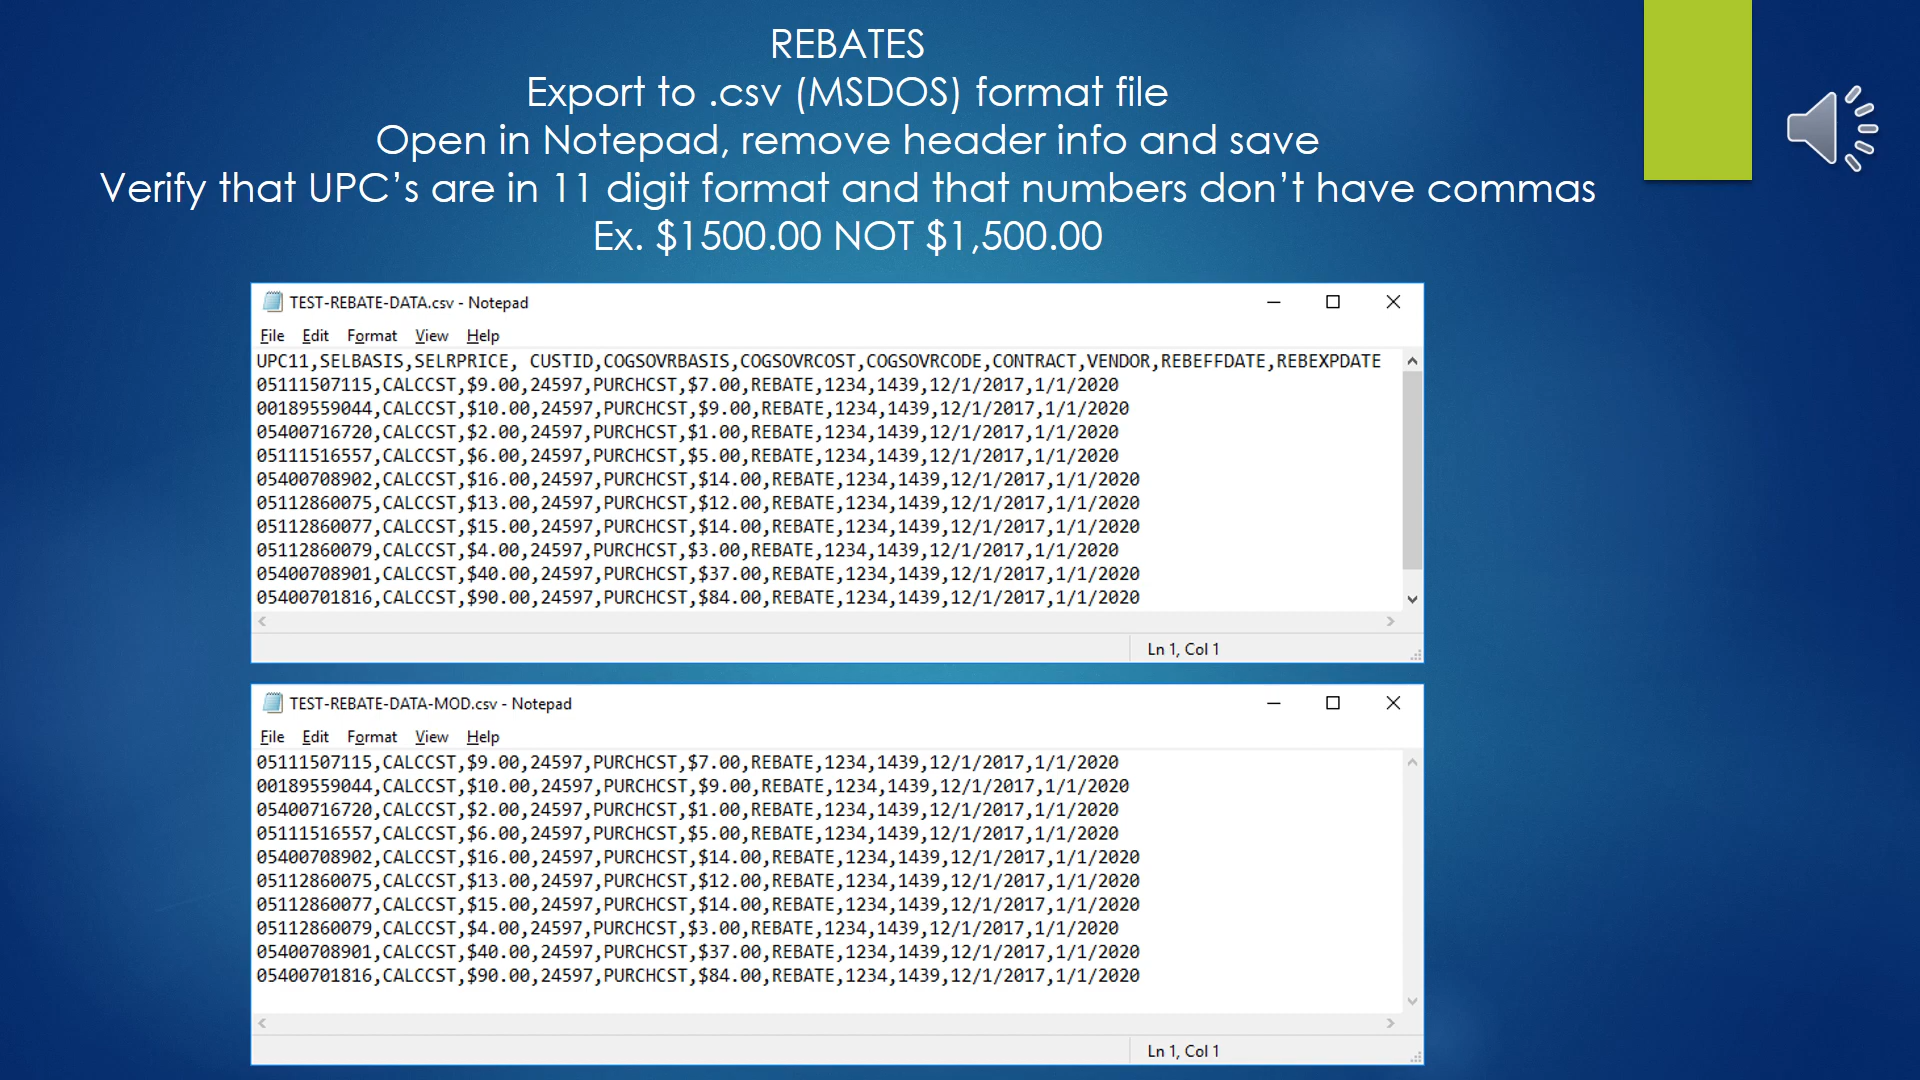 REBATES
Export to .csv (MSDOS) format file
Open in Notepad, remove header info and save
Verify that UPC’s are in 11 digit format and that numbers don’t have commas
Ex. $1500.00 NOT $1,500.00
TEST-REBATE-DATA.csv - Notepad
File Edit Format View Help
UPC11,SELBASIS,SELRPRICE, CUSTID,COGSOVRBASIS,COGSOVRCOST,COGSOVRCODE,CONTRACT,VENDOR,REBEFFDATE,REBEXPDATE
05111507115,CALCCST,$9.00,24597,PURCHCST,$7.00,REBATE,1234,1439,12/1/2017,1/1/2020
00189559044,CALCCST,$10.00,24597,PURCHCST,$9.00,REBATE,1234,1439,12/1/2017,1/1/2020
05400716720,CALCCST,$2.00,24597,PURCHCST,$1.00,REBATE,1234,1439,12/1/2017,1/1/2020
05111516557,CALCCST,$6.00,24597,PURCHCST,$5.00,REBATE,1234,1439,12/1/2017,1/1/2020
05400708902,CALCCST,$16.00,24597,PURCHCST,$14.00,REBATE,1234,1439,12/1/2017,1/1/2020
05112860075,CALCCST,$13.00,24597,PURCHCST,$12.00,REBATE,1234,1439,12/1/2017,1/1/2020
05112860077,CALCCST,$15.00,24597,PURCHCST,$14.00,REBATE,1234,1439,12/1/2017,1/1/2020
05112860079,CALCCST,$4.00,24597,PURCHCST,$3.00,REBATE,1234,1439,12/1/2017,1/1/2020
05400708901,CALCCST,$40.00,24597,PURCHCST,$37.00,REBATE,1234,1439,12/1/2017,1/1/2020
05400701816,CALCCST,$90.00,24597,PURCHCST,$84.00,REBATE,1234,1439,12/1/2017,1/1/2020
Ln 1, Col 1
TEST-REBATE-DATA-MOD.csv - Notepad
File Edit Format View Help
05111507115,CALCCST,$9.00,24597,PURCHCST,$7.00,REBATE,1234,1439,12/1/2017,1/1/2020
00189559044,CALCCST,$10.00,24597,PURCHCST,$9.00,REBATE,1234,1439,12/1/2017,1/1/2020
05400716720,CALCCST,$2.00,24597,PURCHCST,$1.00,REBATE,1234,1439,12/1/2017,1/1/2020
05111516557,CALCCST,$6.00,24597,PURCHCST,$5.00,REBATE,1234,1439,12/1/2017,1/1/2020
05400708902,CALCCST,$16.00,24597,PURCHCST,$14.00,REBATE,1234,1439,12/1/2017,1/1/2020
05112860075,CALCCST,$13.00,24597,PURCHCST,$12.00,REBATE,1234,1439,12/1/2017,1/1/2020
05112860077,CALCCST,$15.00,24597,PURCHCST,$14.00,REBATE,1234,1439,12/1/2017,1/1/2020
05112860079,CALCCST,$4.00,24597,PURCHCST,$3.00,REBATE,1234,1439,12/1/2017,1/1/2020
05400708901,CALCCST,$40.00,24597,PURCHCST,$37.00,REBATE,1234,1439,12/1/2017,1/1/2020
05400701816,CALCCST,$90.00,24597,PURCHCST,$84.00,REBATE,1234,1439,12/1/2017,1/1/2020
Ln 1, Col 1